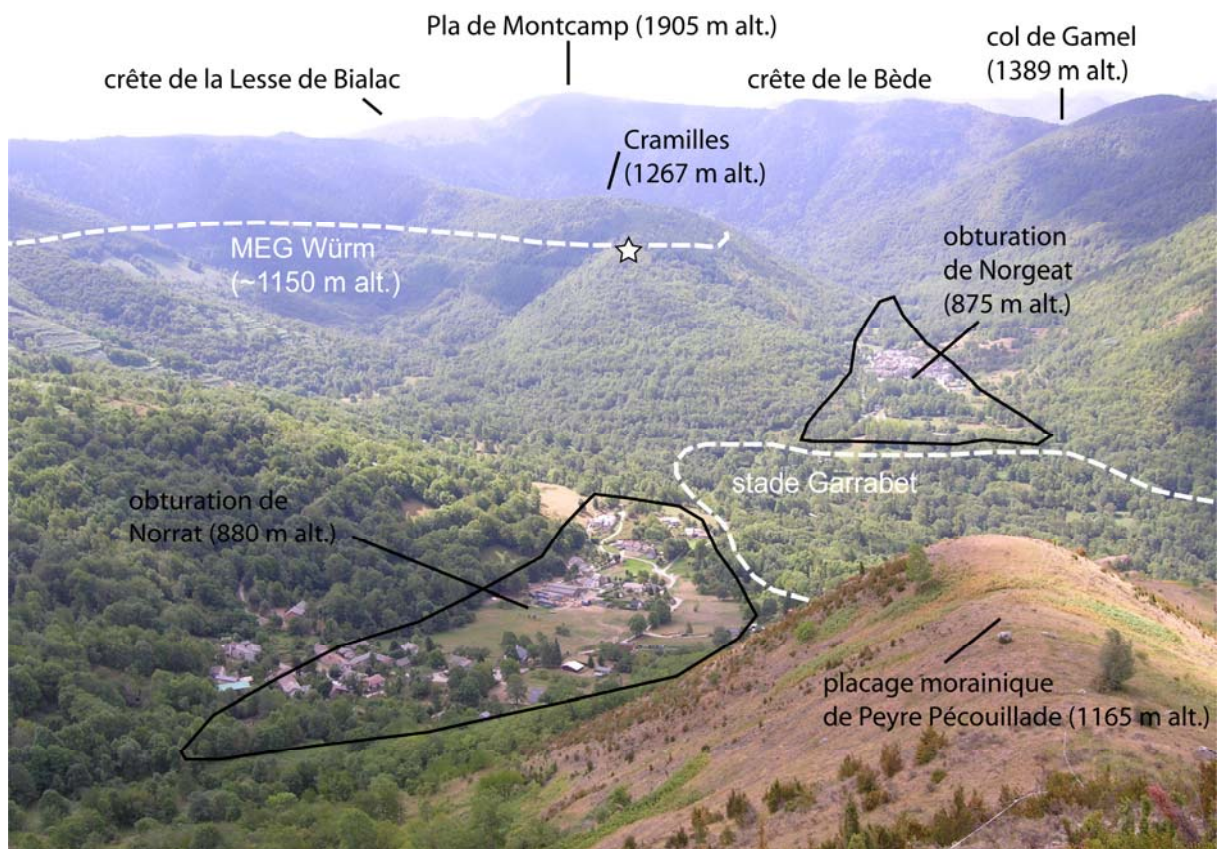 Pla de Montcamp (1905 m alt.)
crête de la Lesse de Bialac
crête de le Bède
col de Gamel
(1389 m alt.)
Cramilles
(1267 m alt.)
MEG Würm
(~1150 m alt.)
obturation
de Norgeat
(875 m alt.)
stade Garrabet
obturation de
Norrat (880 m alt.)
placage morainique
de Peyre Pécouillade (1165 m alt.)